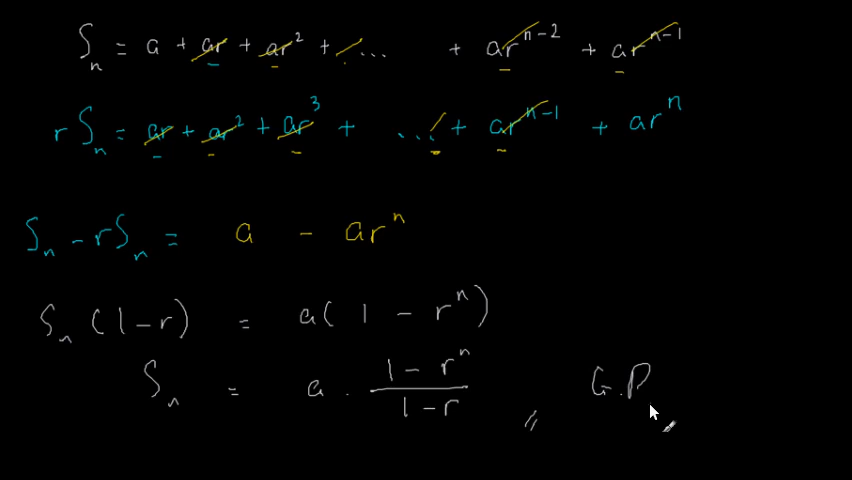 Sₙ = a + ar + ar² + ... + arⁿ⁻² + arⁿ⁻¹
rSₙ = ar + ar² + ar³ + ... + arⁿ⁻¹ + arⁿ
Sₙ - rSₙ = a - arⁿ
Sₙ (1-r) = a(1 - rⁿ)
Sₙ = a . (1 - rⁿ)/(1 - r) G.P